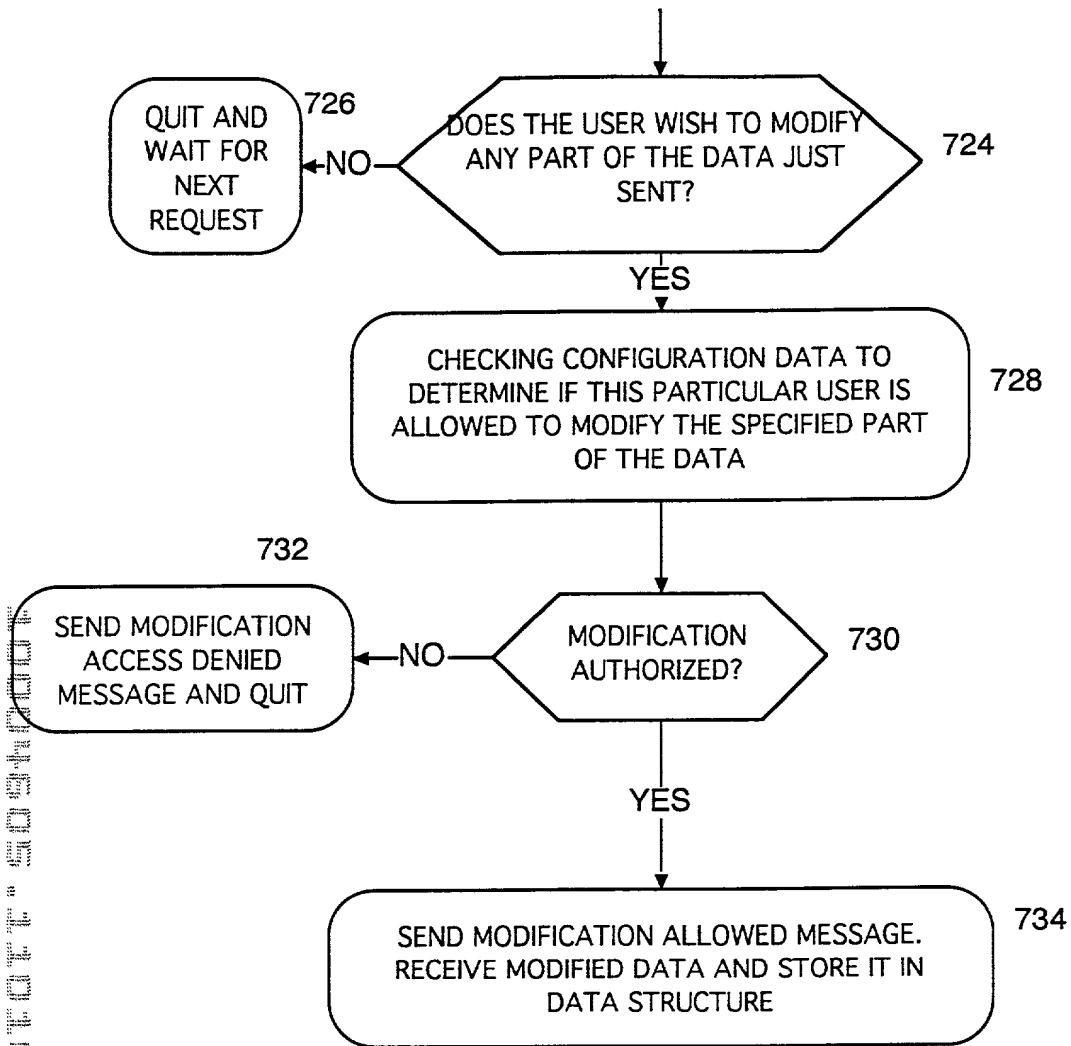 QUIT AND
WAIT FOR
NEXT
REQUEST
726
NO
DOES THE USER WISH TO MODIFY
ANY PART OF THE DATA JUST
SENT?
724
YES
CHECKING CONFIGURATION DATA TO
DETERMINE IF THIS PARTICULAR USER IS
ALLOWED TO MODIFY THE SPECIFIED PART
OF THE DATA
728
732
SEND MODIFICATION
ACCESS DENIED
MESSAGE AND QUIT
NO
MODIFICATION
AUTHORIZED?
730
YES
SEND MODIFICATION ALLOWED MESSAGE.
RECEIVE MODIFIED DATA AND STORE IT IN
DATA STRUCTURE
734